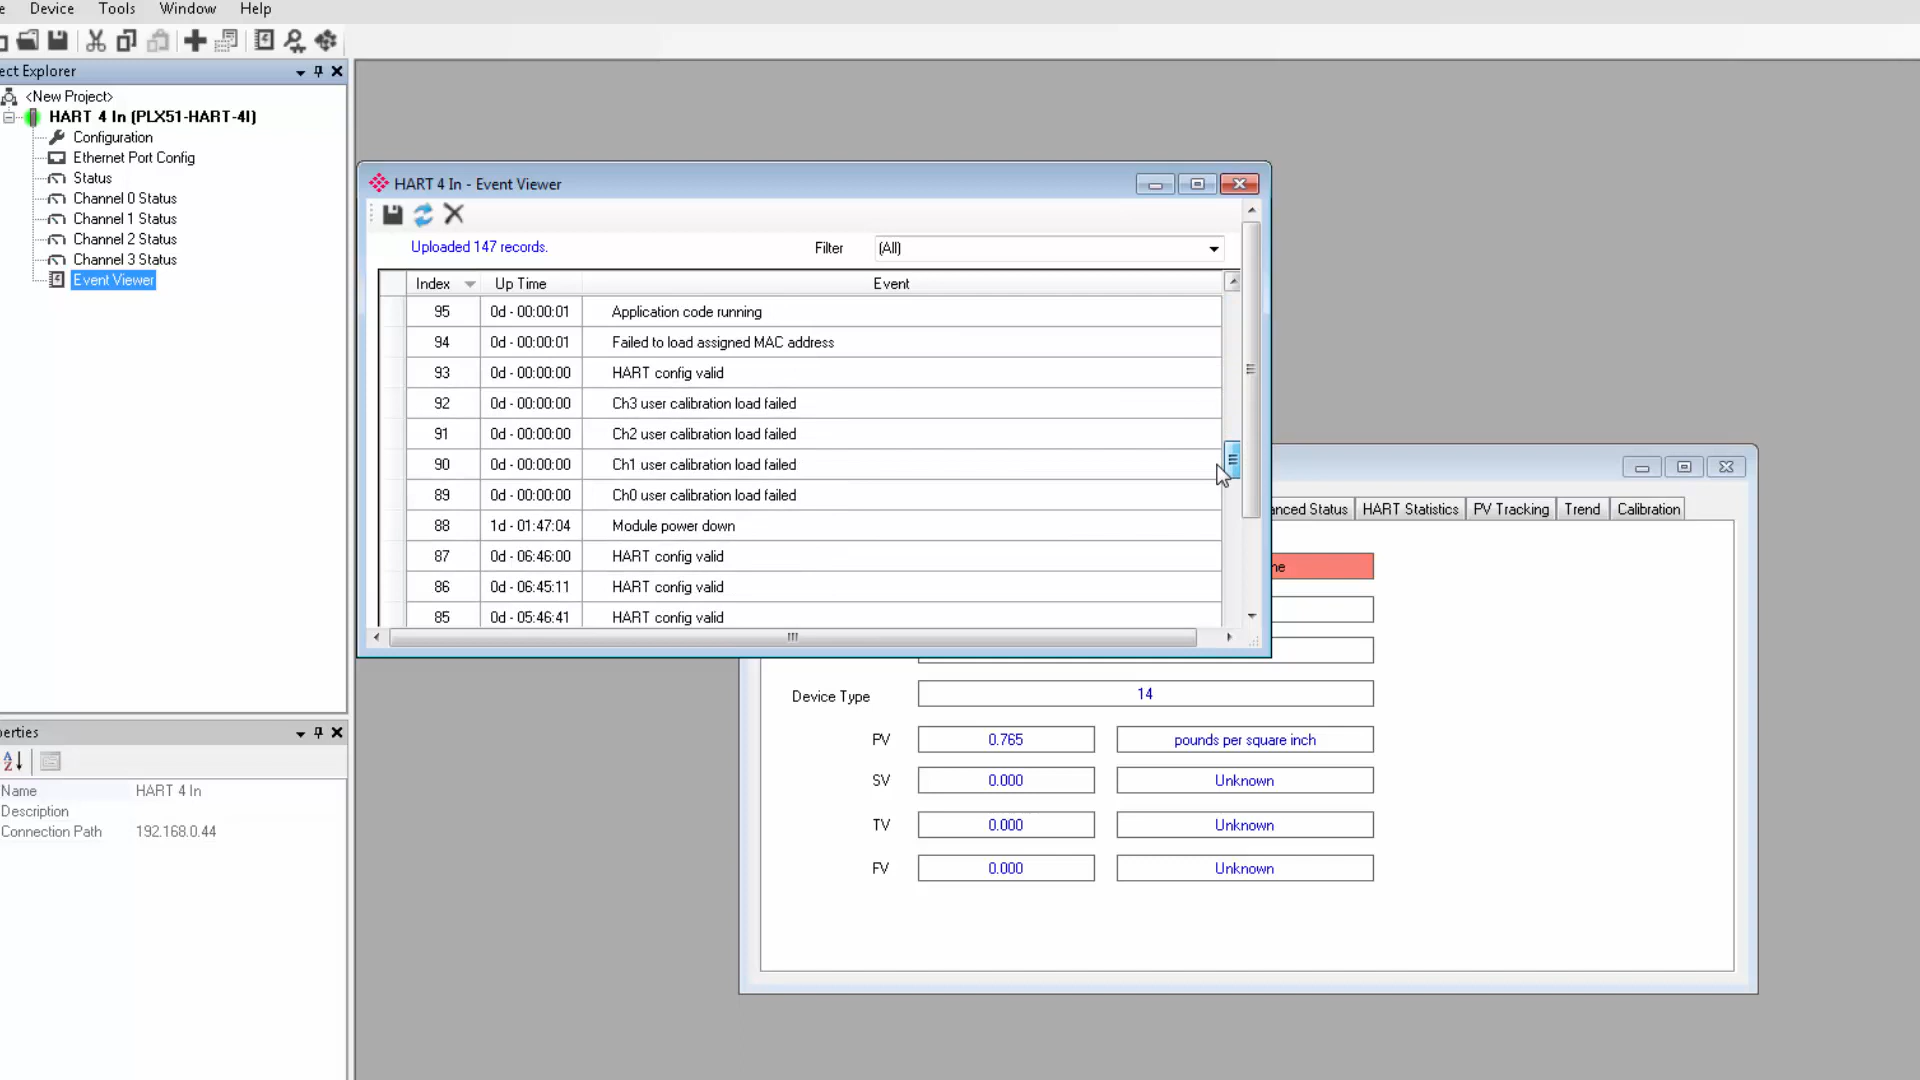 e Device Tools Window Help
ect Explorer
<New Project>
HART 4 In (PLX51-HART-4I)
Configuration
Ethernet Port Config
Status
Channel 0 Status
Channel 1 Status
Channel 2 Status
Channel 3 Status
Event Viewer
HART 4 In - Event Viewer
Uploaded 147 records.
Filter (All)
Index Up Time Event
95 0d - 00:00:01 Application code running
94 0d - 00:00:01 Failed to load assigned MAC address
93 0d - 00:00:00 HART config valid
92 0d - 00:00:00 Ch3 user calibration load failed
91 0d - 00:00:00 Ch2 user calibration load failed
90 0d - 00:00:00 Ch1 user calibration load failed
89 0d - 00:00:00 Ch0 user calibration load failed
88 1d - 01:47:04 Module power down
87 0d - 06:46:00 HART config valid
86 0d - 06:45:11 HART config valid
85 0d - 05:46:41 HART config valid
anced Status HART Statistics PV Tracking Trend Calibration
ne
Device Type 14
PV 0.765 pounds per square inch
SV 0.000 Unknown
TV 0.000 Unknown
FV 0.000 Unknown
perties
Name HART 4 In
Description
Connection Path 192.168.0.44